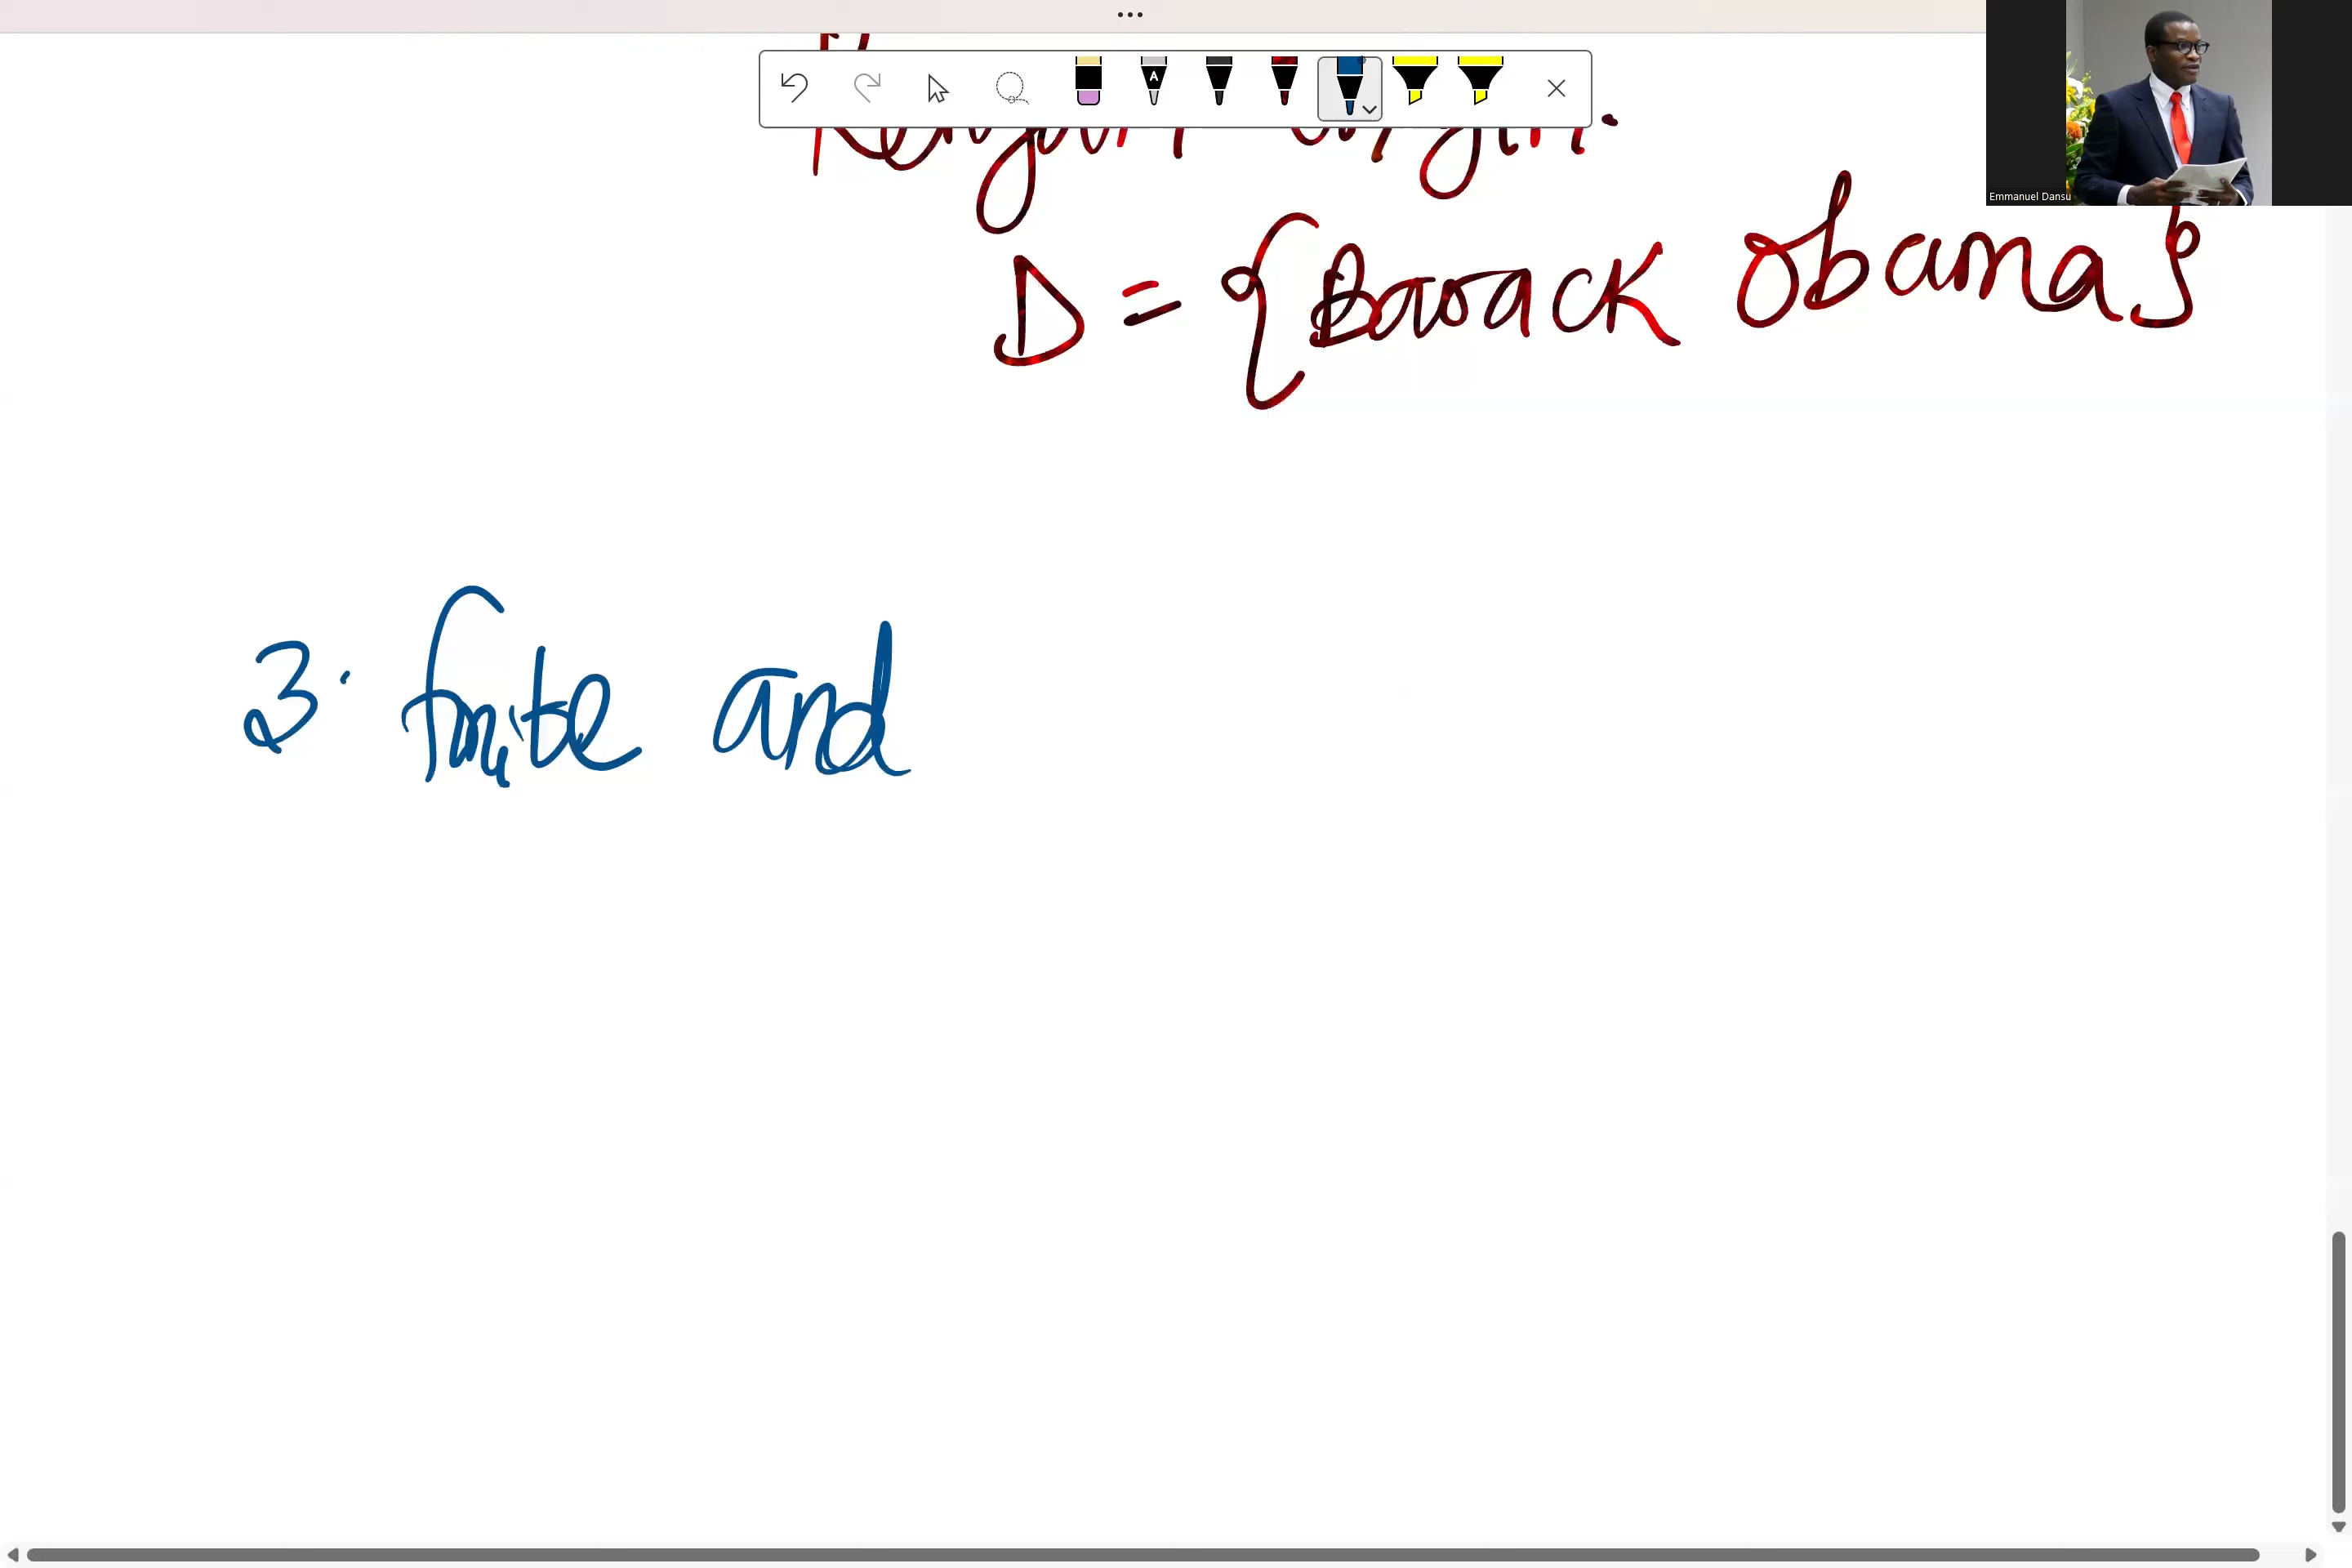 Emmanuel Dansu
D = {Barack Obama}
3. finite and